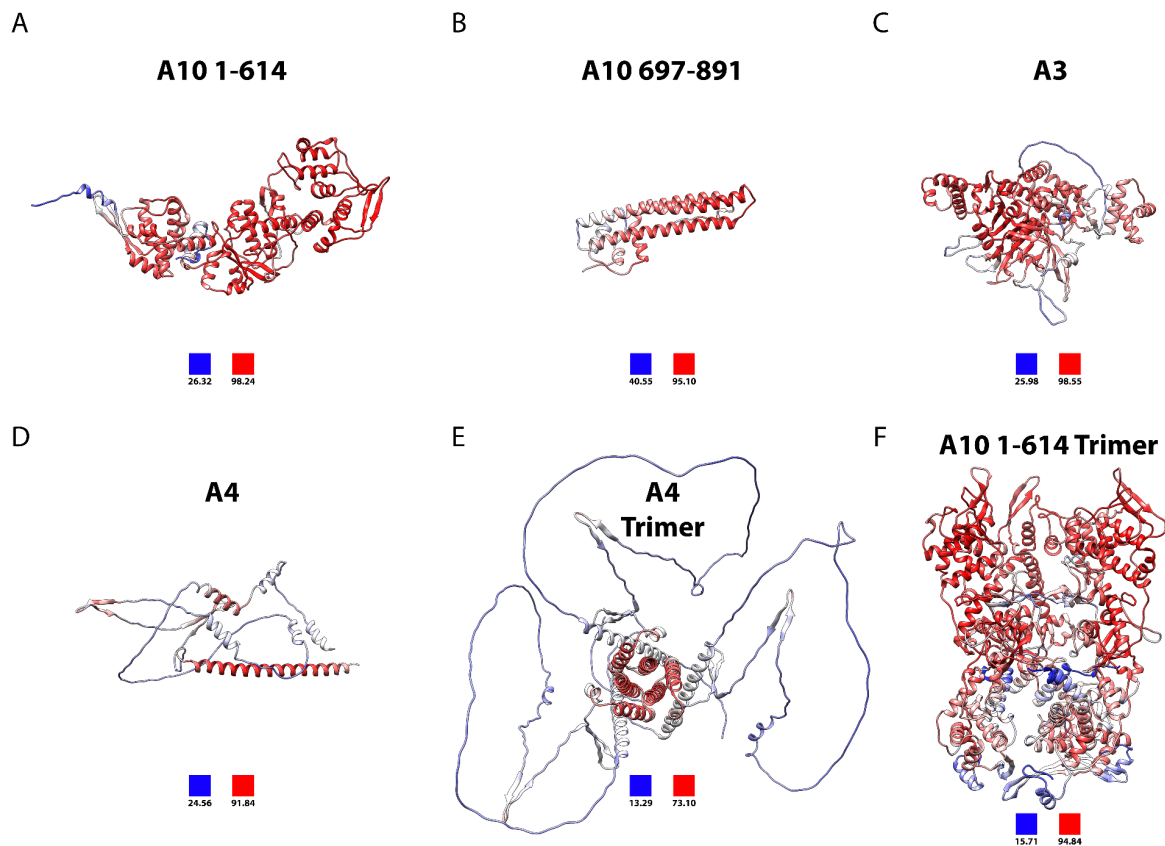 A
B
C
A10 1-614
A10 697-891
A3
26.32
98.24
40.55
95.10
25.98
98.55
D
E
F
A4
A4
Trimer
A10 1-614 Trimer
24.56
91.84
13.29
73.10
15.71
94.84